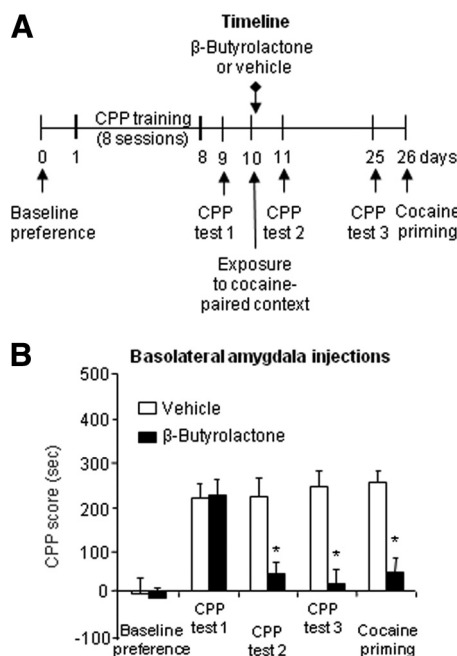 A
Timeline
β-Butyrolactone
or vehicle
CPP training
(8 sessions)
0 1 8 9 10 11 25 26 days
Baseline
preference
CPP
test 1
CPP
test 2
CPP
test 3
Cocaine
priming
Exposure
to cocaine-
paired context
B
Basolateral amygdala injections
CPP score (sec)
500
400
300
200
100
0
-100
Vehicle
β-Butyrolactone
* * *
Baseline
preference
CPP
test 1
CPP
test 2
CPP
test 3
Cocaine
priming